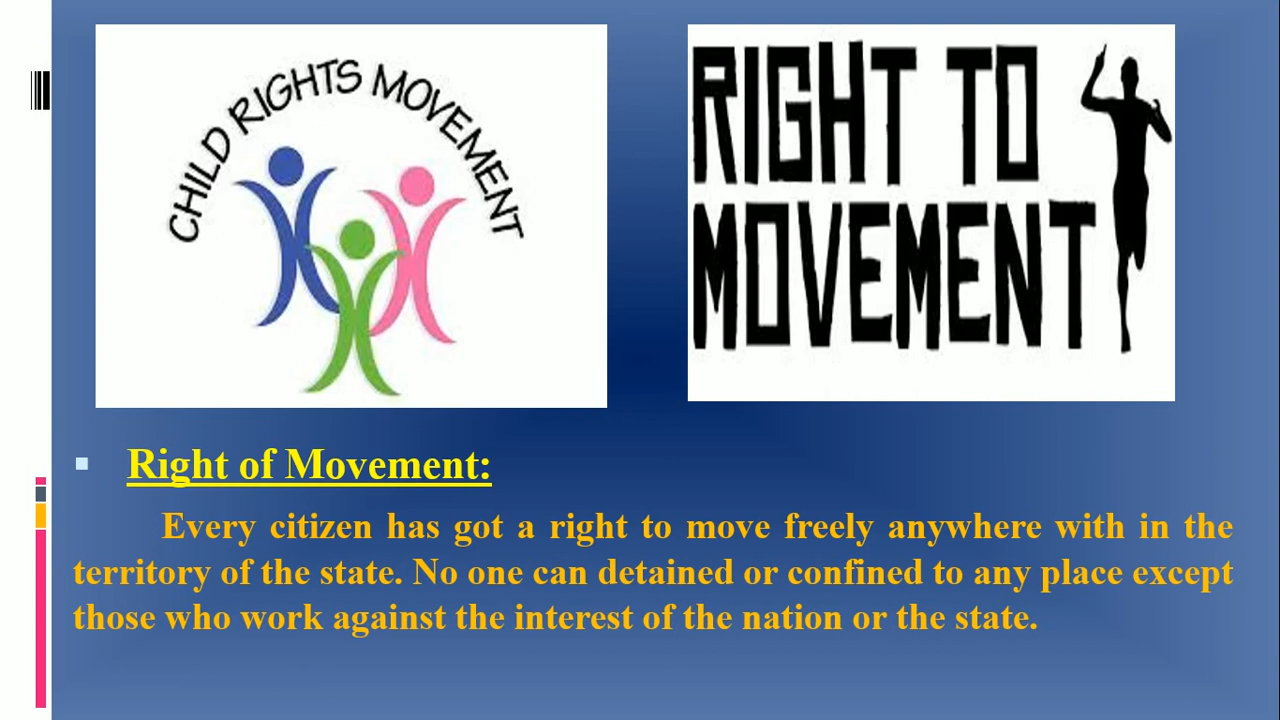 CHILD RIGHTS MOVEMENT
RIGHT TO
MOVEMENT
Right of Movement:
Every citizen has got a right to move freely anywhere with in the
territory of the state. No one can detained or confined to any place except
those who work against the interest of the nation or the state.